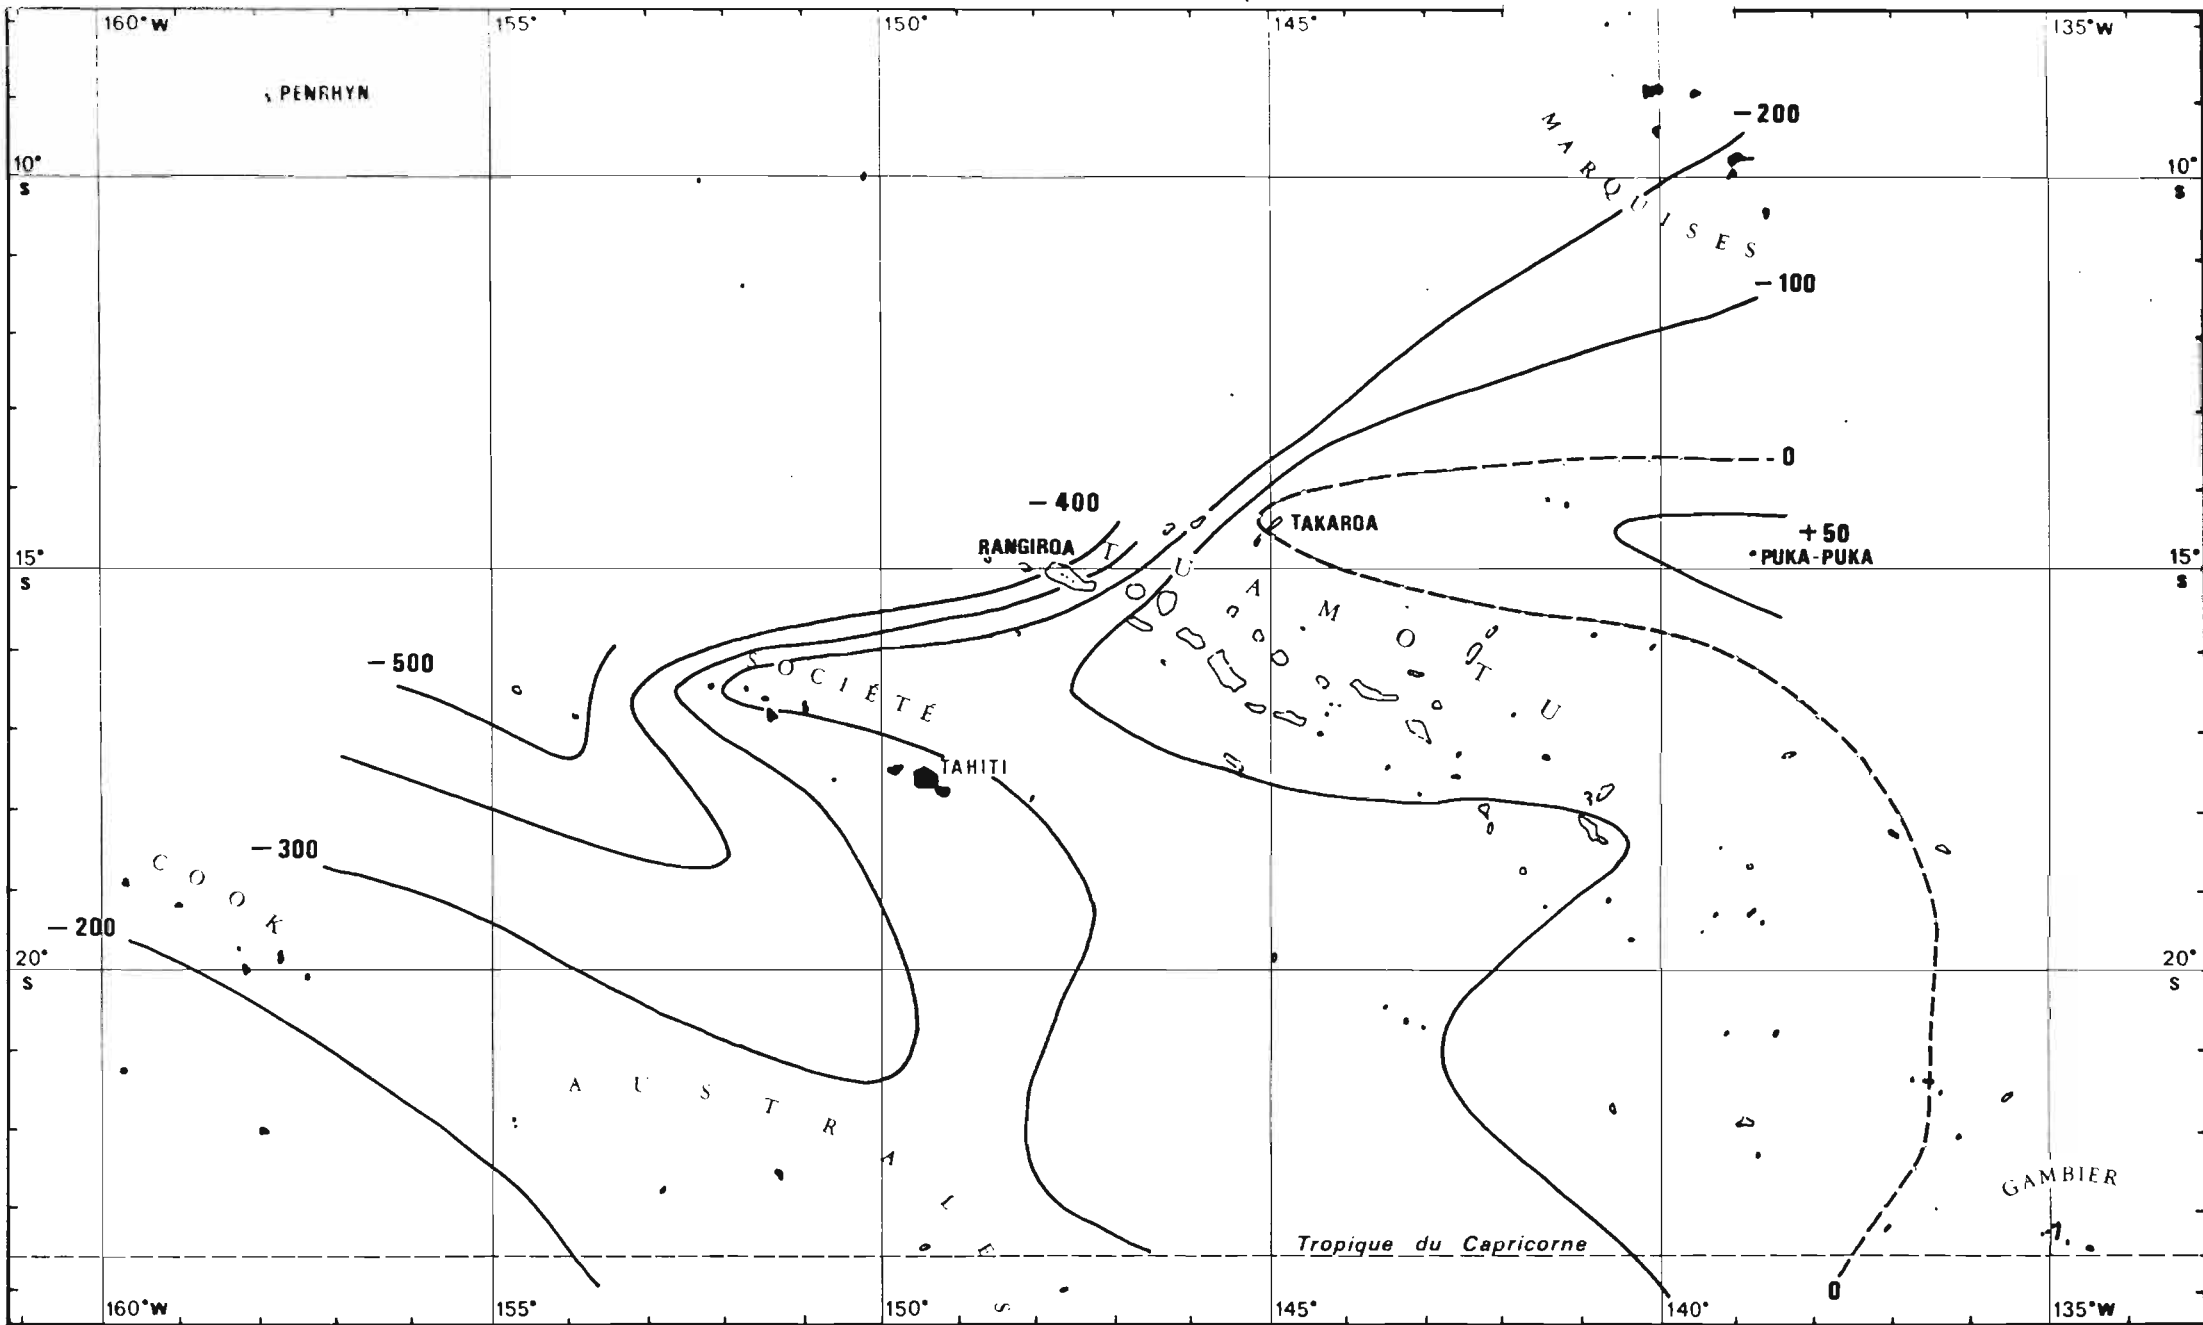 160°W 155° 150° 145° 135°W
PENRHYN
MARQUISES
-200
10° S
10° S
-100
0
-400
TAKAROA
+50
RANGIROA
PUKA-PUKA
15° S
15° S
TUAMOTU
-500
SOCIÉTÉ
TAHITI
-300
COOK
-200
20° S
20° S
AUSTRALES
GAMBIER
Tropique du Capricorne
0
160°W 155° 150° 145° 140° 135°W